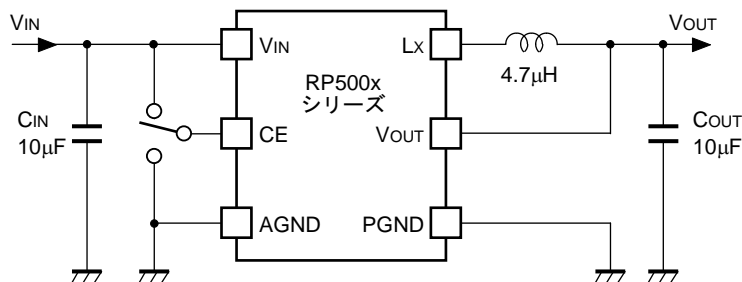 VIN
VOUT
VIN
LX
RP500x
シリーズ
4.7μH
CIN
10μF
CE
VOUT
COUT
10μF
AGND
PGND